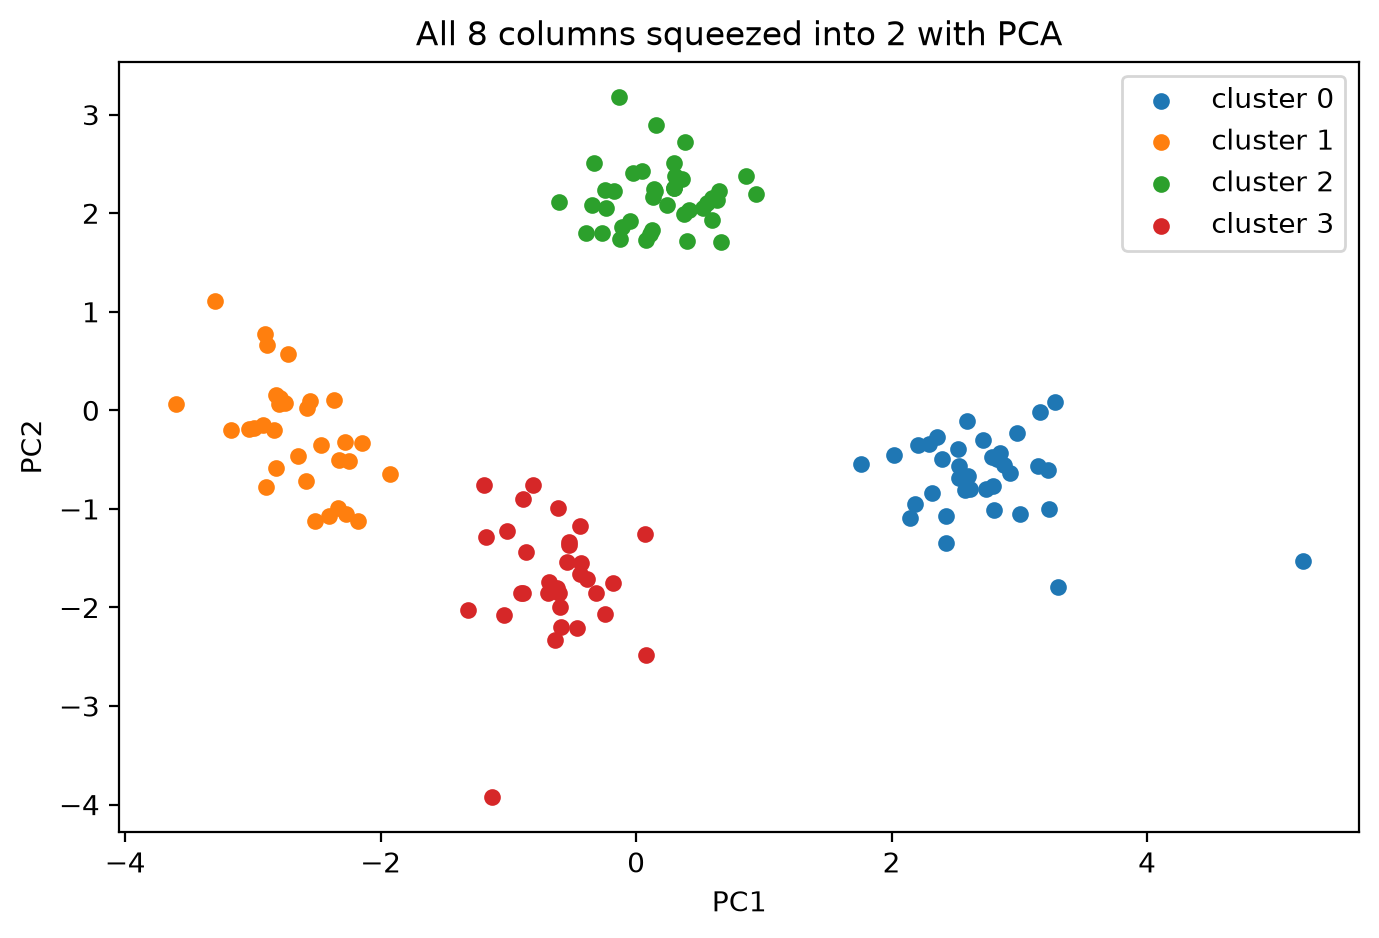 All 8 columns squeezed into 2 with PCA
cluster 0
cluster 1
cluster 2
cluster 3
3
2
1
0
−1
−2
−3
−4
PC2
−4
−2
0
2
4
PC1